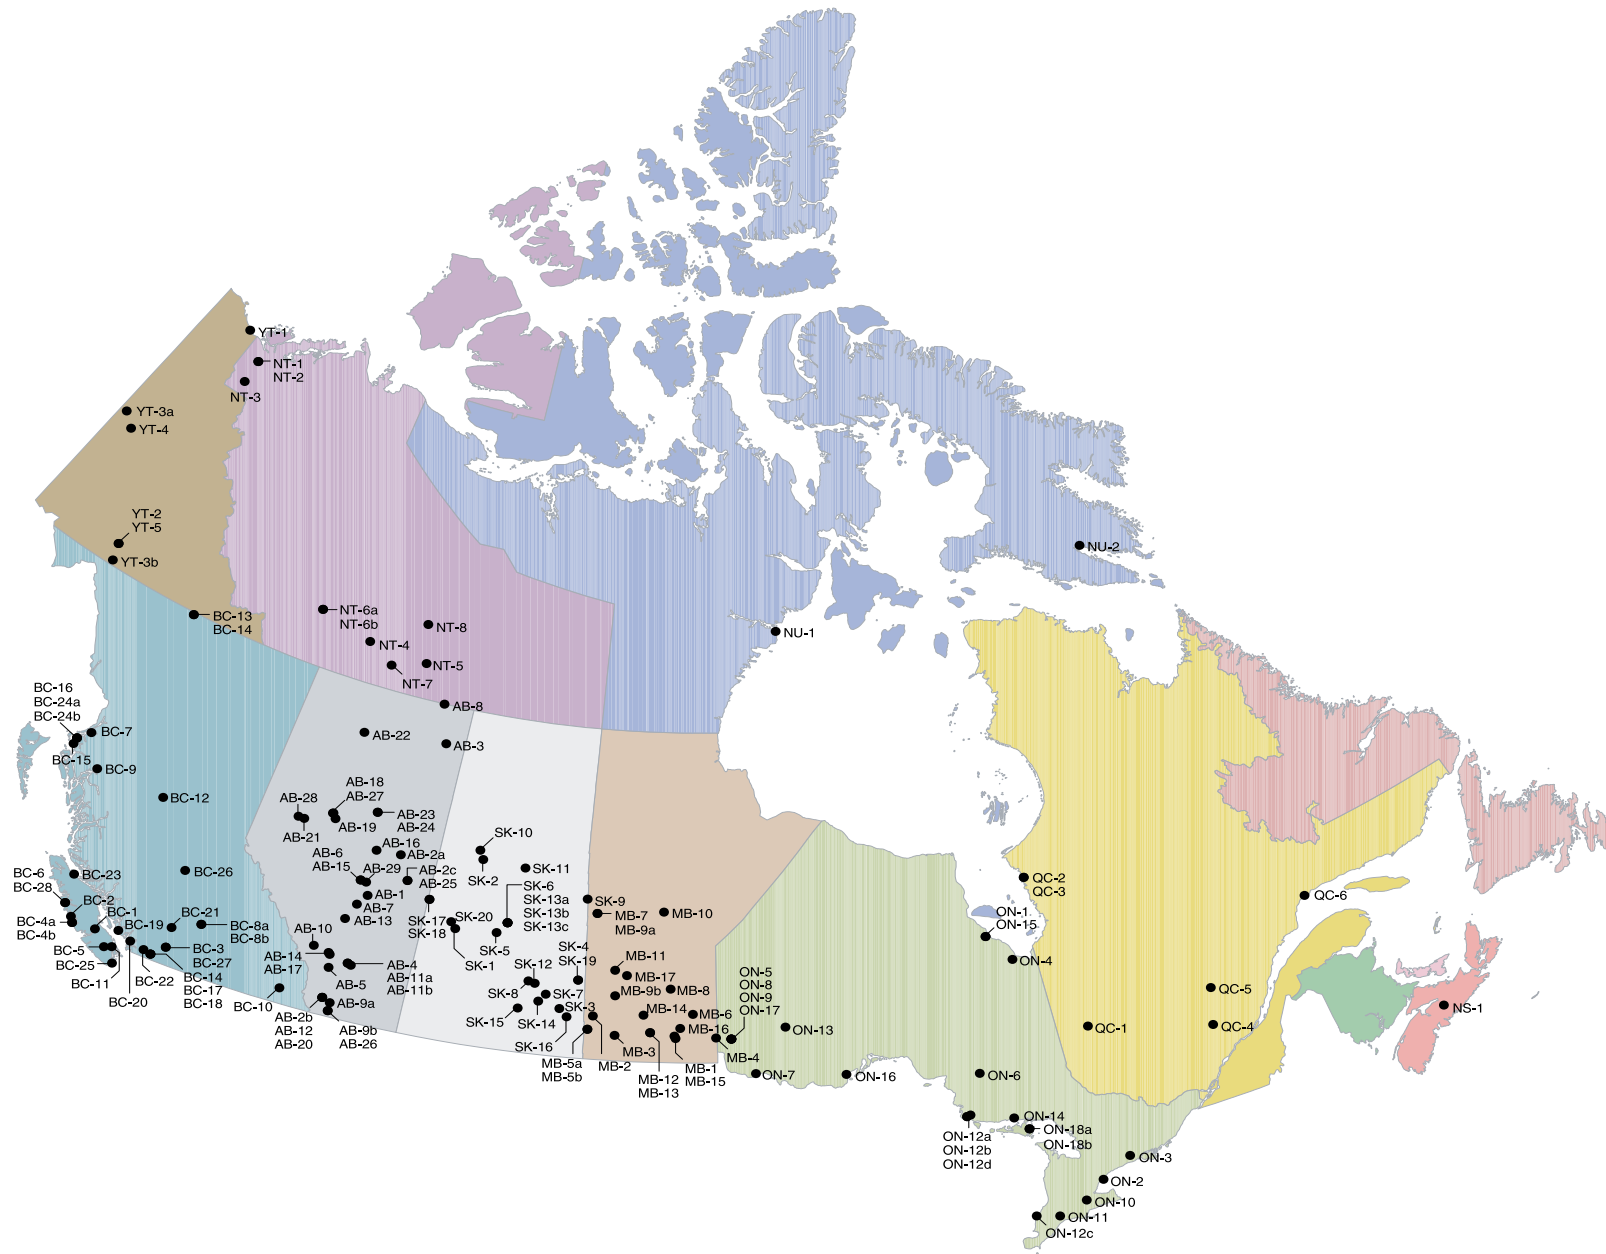 YT-1
NT-1
NT-2
NT-3
YT-3a
YT-4
YT-2
YT-5
YT-3b
NU-2
BC-13
BC-14
NT-6a
NT-6b
NT-8
NT-4
NT-5
NT-7
NU-1
BC-16
BC-24a
BC-24b
BC-7
BC-15
BC-9
AB-8
AB-22
AB-3
BC-12
AB-28
AB-21
AB-18
AB-27
AB-19
AB-23
AB-24
AB-16
AB-2a
AB-6
AB-15
AB-29
AB-2c
AB-25
AB-1
AB-7
AB-13
SK-10
SK-2
SK-11
SK-6
SK-13a
SK-13b
SK-13c
SK-17
SK-18
SK-20
SK-5
SK-1
SK-9
SK-4
SK-19
MB-7
MB-9a
MB-10
BC-6
BC-28
BC-23
BC-26
BC-2
BC-1
BC-4a
BC-4b
BC-19
BC-21
BC-8a
BC-8b
BC-5
BC-25
BC-11
BC-20
BC-22
BC-3
BC-27
BC-14
BC-17
BC-18
BC-10
AB-10
AB-14
AB-17
AB-4
AB-11a
AB-11b
AB-5
AB-9a
AB-2b
AB-12
AB-20
AB-9b
AB-26
SK-12
SK-8
SK-7
SK-15
SK-14
SK-3
SK-16
MB-11
MB-17
MB-9b
MB-8
MB-14
MB-6
MB-16
MB-3
MB-5a
MB-5b
MB-2
MB-12
MB-13
MB-1
MB-15
MB-4
ON-5
ON-8
ON-9
ON-17
ON-13
ON-7
ON-16
ON-1
ON-15
ON-4
ON-6
QC-2
QC-3
QC-6
QC-5
QC-1
QC-4
NS-1
ON-12a
ON-12b
ON-12d
ON-14
ON-18a
ON-18b
ON-3
ON-2
ON-10
ON-11
ON-12c